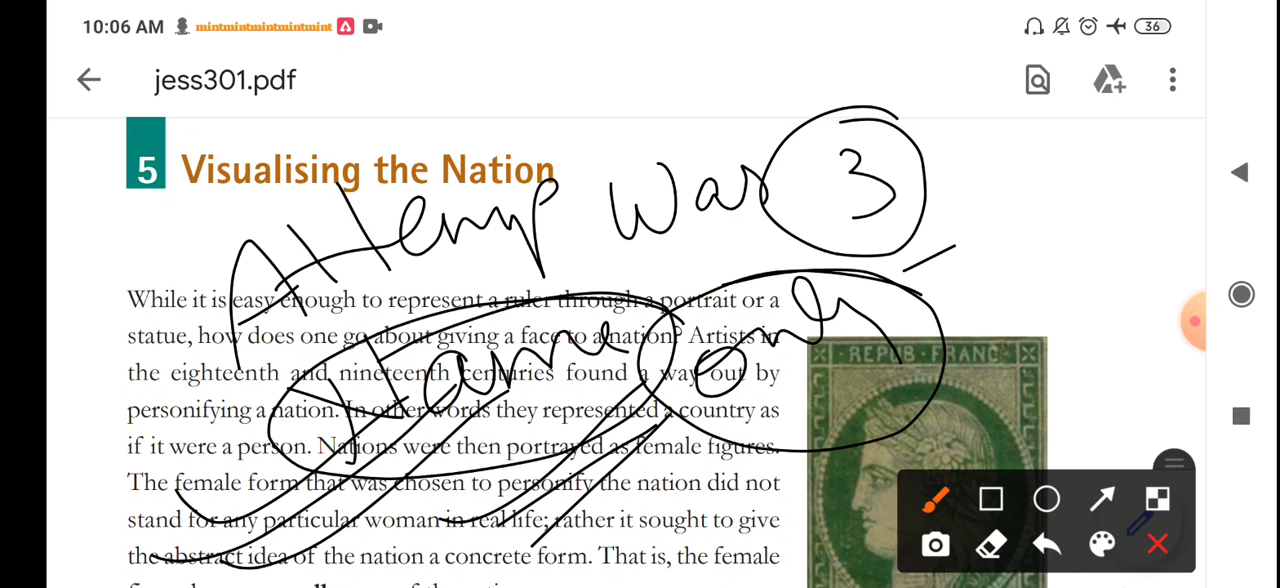 10:06 AM mintmintmintmintmint 36
jess301.pdf
5 Visualising the Nation
Attemp War 3
only
While it is easy enough to represent a ruler through a portrait or a
statue, how does one go about giving a face to a nation? Artists in
the eighteenth and nineteenth centuries found a way out by
personifying a nation. In other words they represented a country as
if it were a person. Nations were then portrayed as female figures.
The female form that was chosen to personify the nation did not
stand for any particular woman in real life; rather it sought to give
the abstract idea of the nation a concrete form. That is, the female
REPUB FRANC